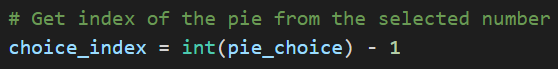 # Get index of the pie from the selected number
choice_index = int(pie_choice) - 1